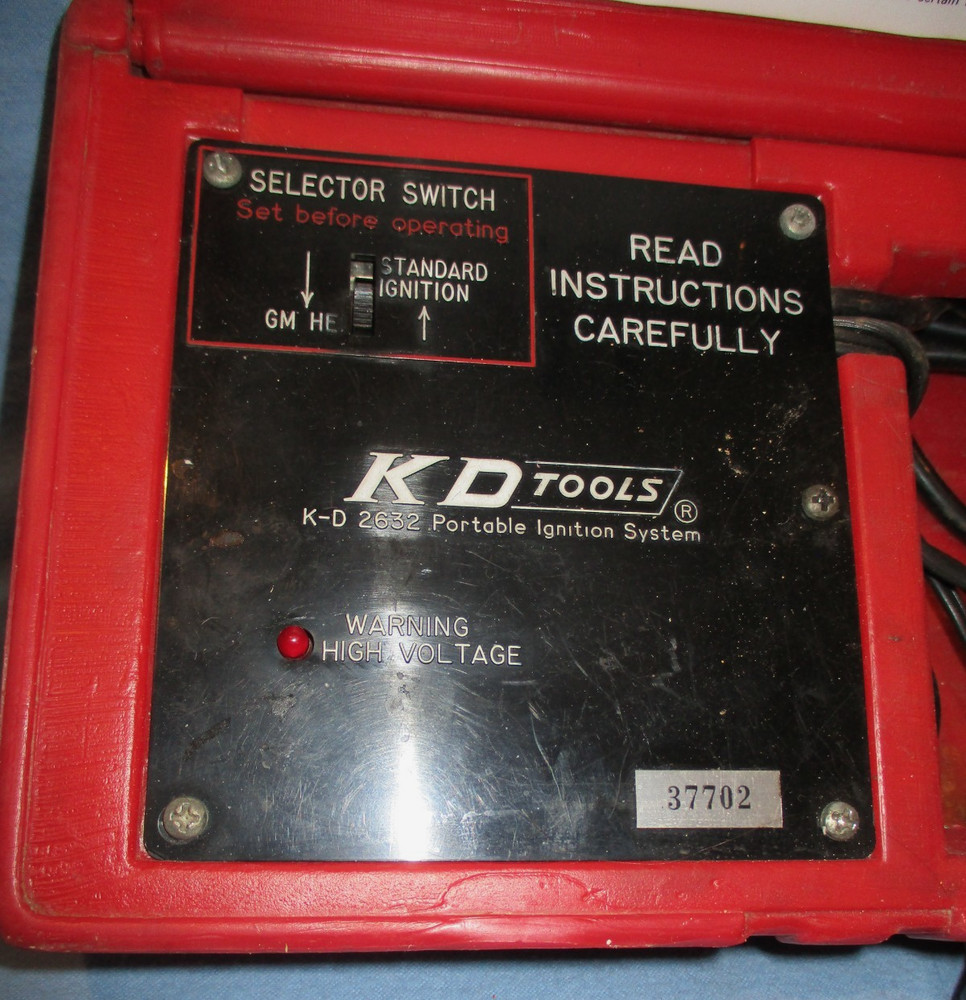 certain
SELECTOR SWITCH
Set before operating
STANDARD
IGNITION
GM HE
READ
INSTRUCTIONS
CAREFULLY
KD TOOLS ®
K-D 2632 Portable Ignition System
WARNING
HIGH VOLTAGE
37702